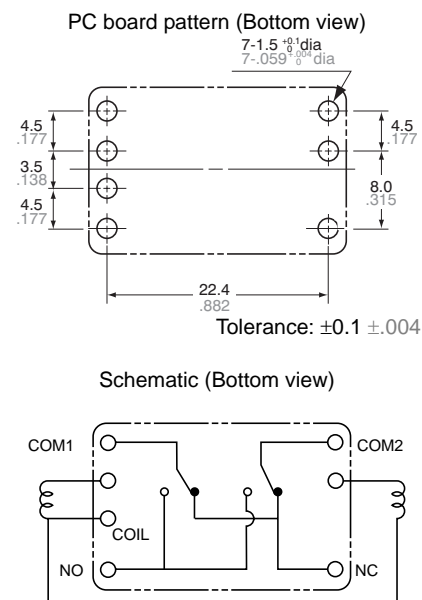 PC board pattern (Bottom view)
7-1.5 +0.1 0 dia
7-.059 +.004 0 dia
4.5
.177
3.5
.138
4.5
.177
4.5
.177
8.0
.315
22.4
.882
Tolerance: ±0.1 ±.004
Schematic (Bottom view)
COM1
COM2
COIL
NO
NC